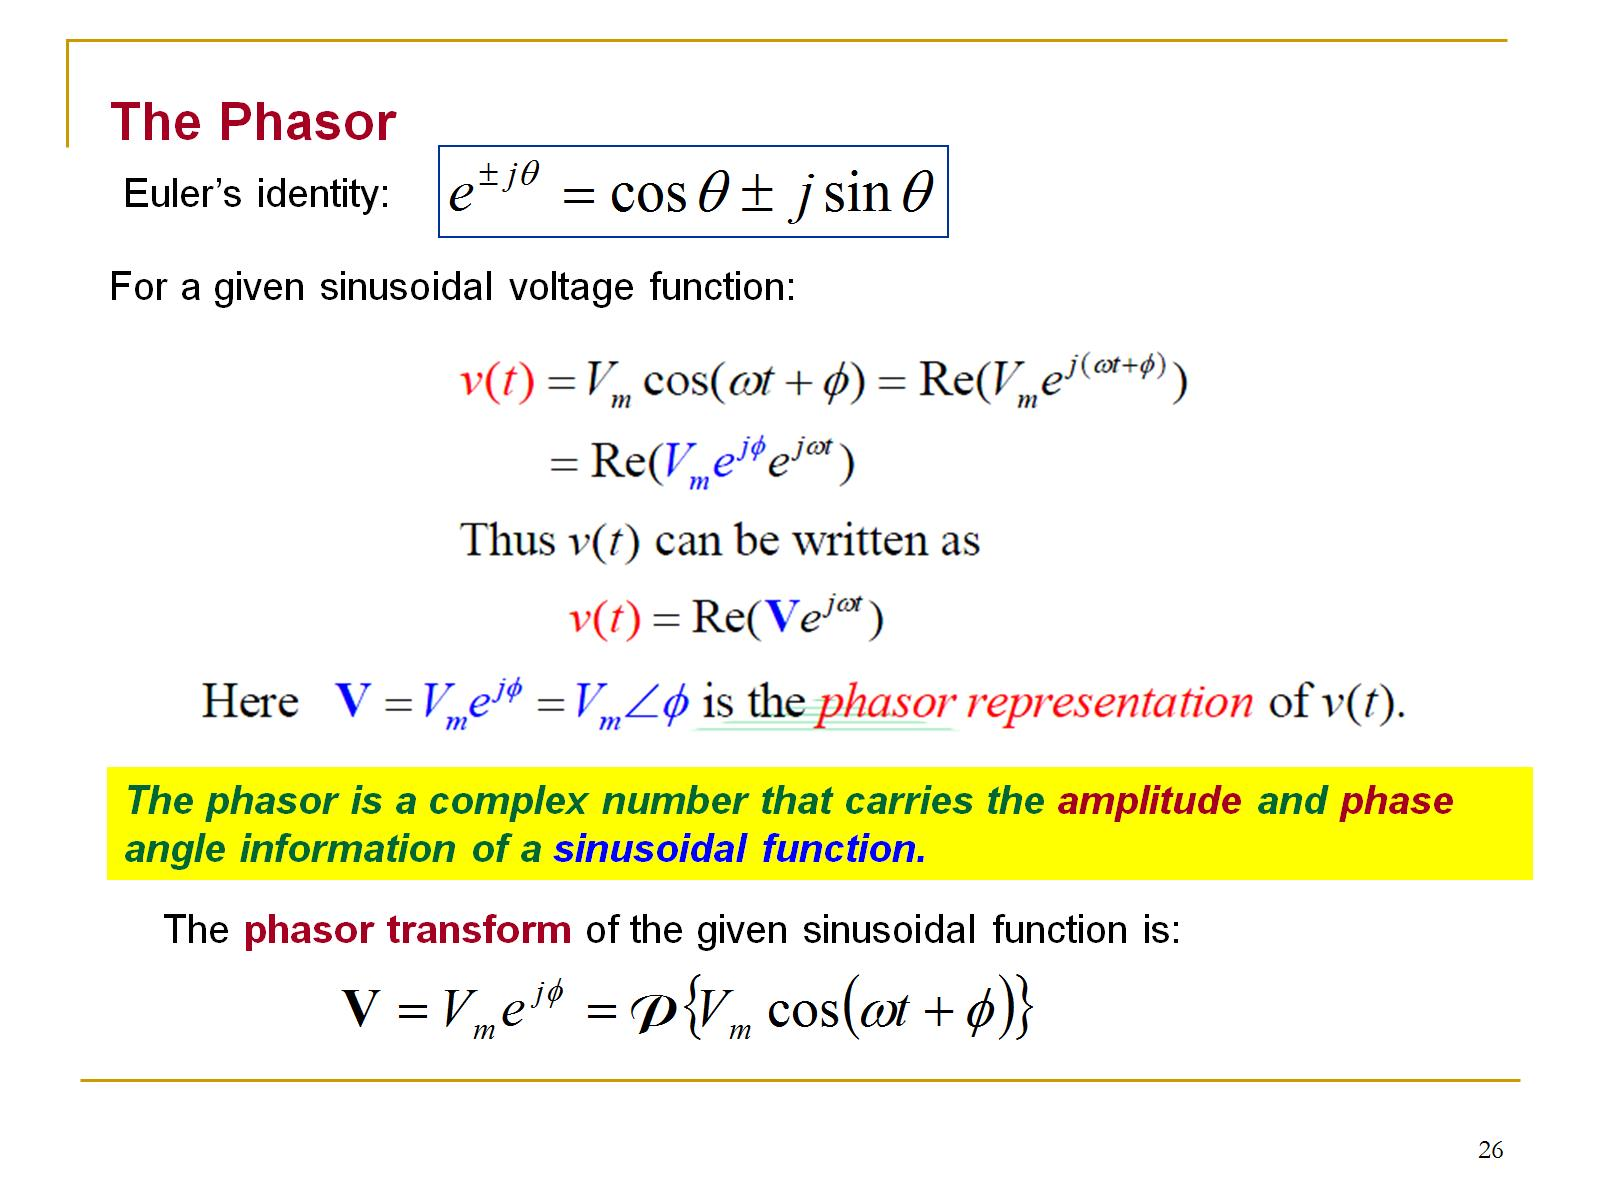 The Phasor
Euler’s identity: e^{±jθ} = cos θ ± j sin θ
For a given sinusoidal voltage function:
v(t) = V_m cos(ωt + ϕ) = Re(V_m e^{j(ωt+ϕ)})
= Re(V_m e^{jϕ} e^{jωt})
Thus v(t) can be written as
v(t) = Re(Ve^{jωt})
Here V = V_m e^{jϕ} = V_m∠ϕ is the phasor representation of v(t).
The phasor is a complex number that carries the amplitude and phase
angle information of a sinusoidal function.
The phasor transform of the given sinusoidal function is:
V = V_m e^{jϕ} = 𝒫{V_m cos(ωt + ϕ)}
26